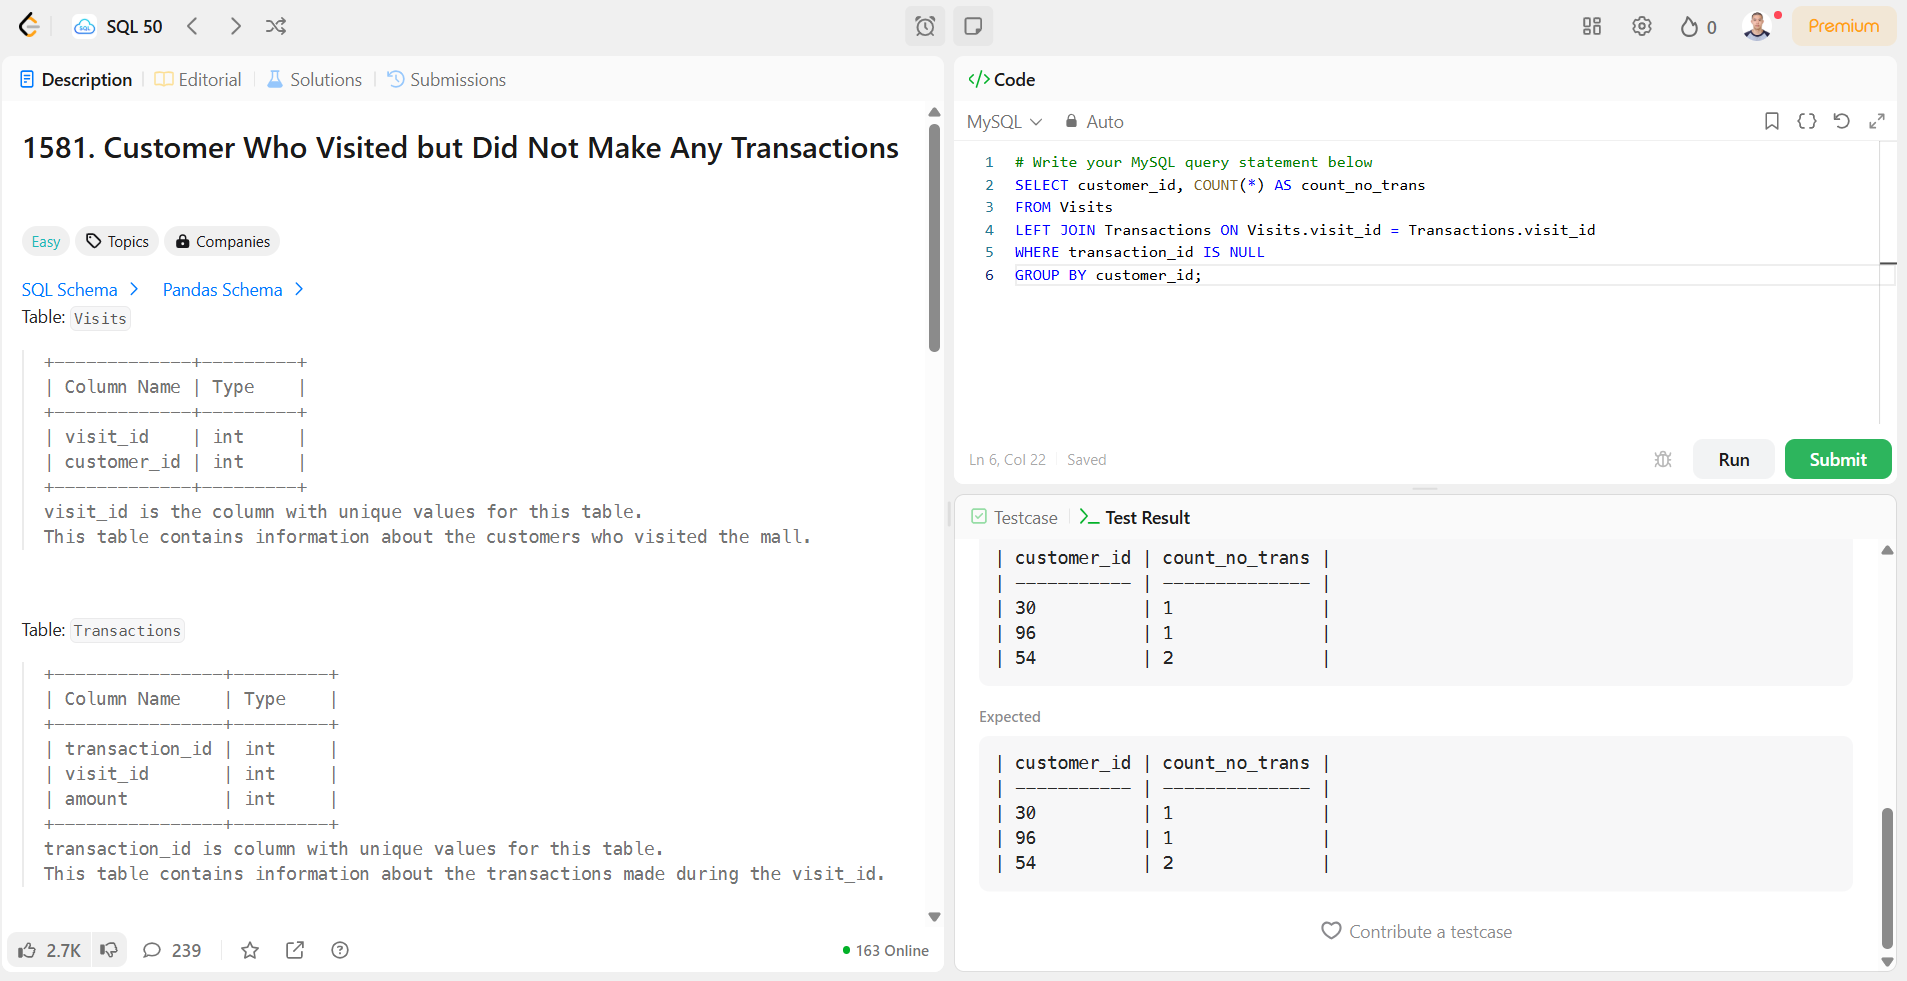 SQL 50
0
Premium
Description
Editorial
Solutions
Submissions
1581. Customer Who Visited but Did Not Make Any Transactions
Easy
Topics
Companies
SQL Schema
Pandas Schema
Table: Visits
+-------------+---------+
| Column Name | Type    |
+-------------+---------+
| visit_id    | int     |
| customer_id | int     |
+-------------+---------+
visit_id is the column with unique values for this table.
This table contains information about the customers who visited the mall.
Table: Transactions
+----------------+---------+
| Column Name    | Type    |
+----------------+---------+
| transaction_id | int     |
| visit_id       | int     |
| amount         | int     |
+----------------+---------+
transaction_id is column with unique values for this table.
This table contains information about the transactions made during the visit_id.
2.7K
239
163 Online
</> Code
MySQL
Auto
1 # Write your MySQL query statement below
2 SELECT customer_id, COUNT(*) AS count_no_trans
3 FROM Visits
4 LEFT JOIN Transactions ON Visits.visit_id = Transactions.visit_id
5 WHERE transaction_id IS NULL
6 GROUP BY customer_id;
Ln 6, Col 22
Saved
Run
Submit
Testcase
Test Result
| customer_id | count_no_trans |
| ----------- | -------------- |
| 30          | 1              |
| 96          | 1              |
| 54          | 2              |
Expected
| customer_id | count_no_trans |
| ----------- | -------------- |
| 30          | 1              |
| 96          | 1              |
| 54          | 2              |
Contribute a testcase